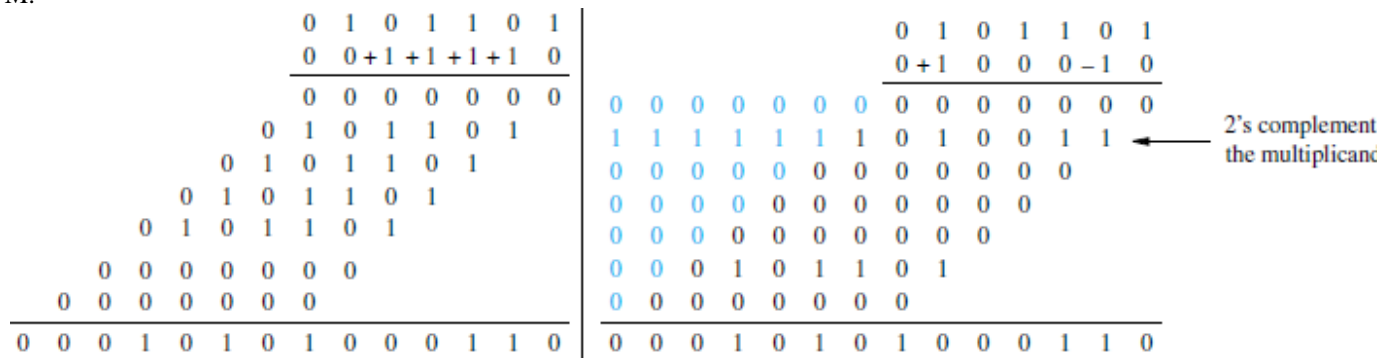 M.
0 1 0 1 1 0 1
0 0 +1 +1 +1 +1 0
0 0 0 0 0 0 0
0 1 0 1 1 0 1
0 1 0 1 1 0 1
0 1 0 1 1 0 1
0 1 0 1 1 0 1
0 0 0 0 0 0 0
0 0 0 0 0 0 0
0 0 0 1 0 1 0 1 0 0 0 1 1 0
0 1 0 1 1 0 1
0 +1 0 0 0 −1 0
0 0 0 0 0 0 0 0 0 0 0 0 0 0
1 1 1 1 1 1 1 0 1 0 0 1 1
2's complement
the multiplicand
0 0 0 0 0 0 0 0 0 0 0 0
0 0 0 0 0 0 0 0 0 0 0
0 0 0 0 0 0 0 0 0 0
0 0 0 1 0 1 1 0 1
0 0 0 0 0 0 0 0
0 0 0 1 0 1 0 1 0 0 0 1 1 0